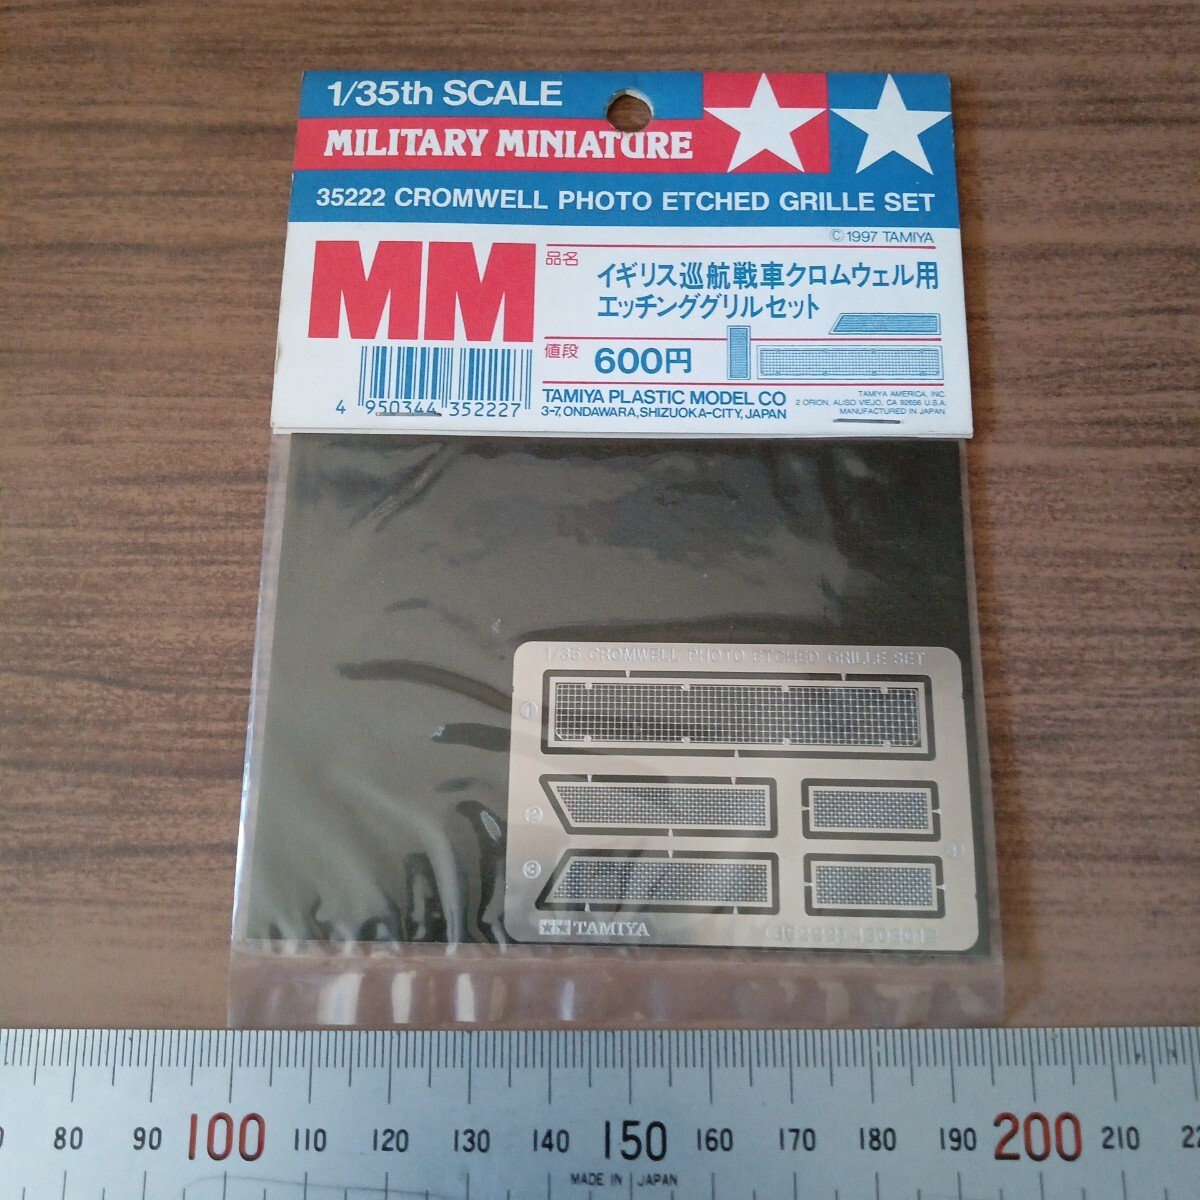 1/35th SCALE
MILITARY MINIATURE
35222 CROMWELL PHOTO ETCHED GRILLE SET
©1997 TAMIYA
MM
品名
イギリス巡航戦車クロムウェル用
エッチンググリルセット
値段
600円
4 950344 352227
TAMIYA PLASTIC MODEL CO
3-7, ONDAWARA, SHIZUOKA-CITY, JAPAN
TAMIYA AMERICA, INC.
2 ORION, ALISO VIEJO, CA 92656 U.S.A.
MANUFACTURED IN JAPAN
1/35 CROMWELL PHOTO ETCHED GRILLE SET
①
②
③
TAMIYA
80 90 100 110 120 130 140 150 160 170 180 190 200 210
MADE IN JAPAN